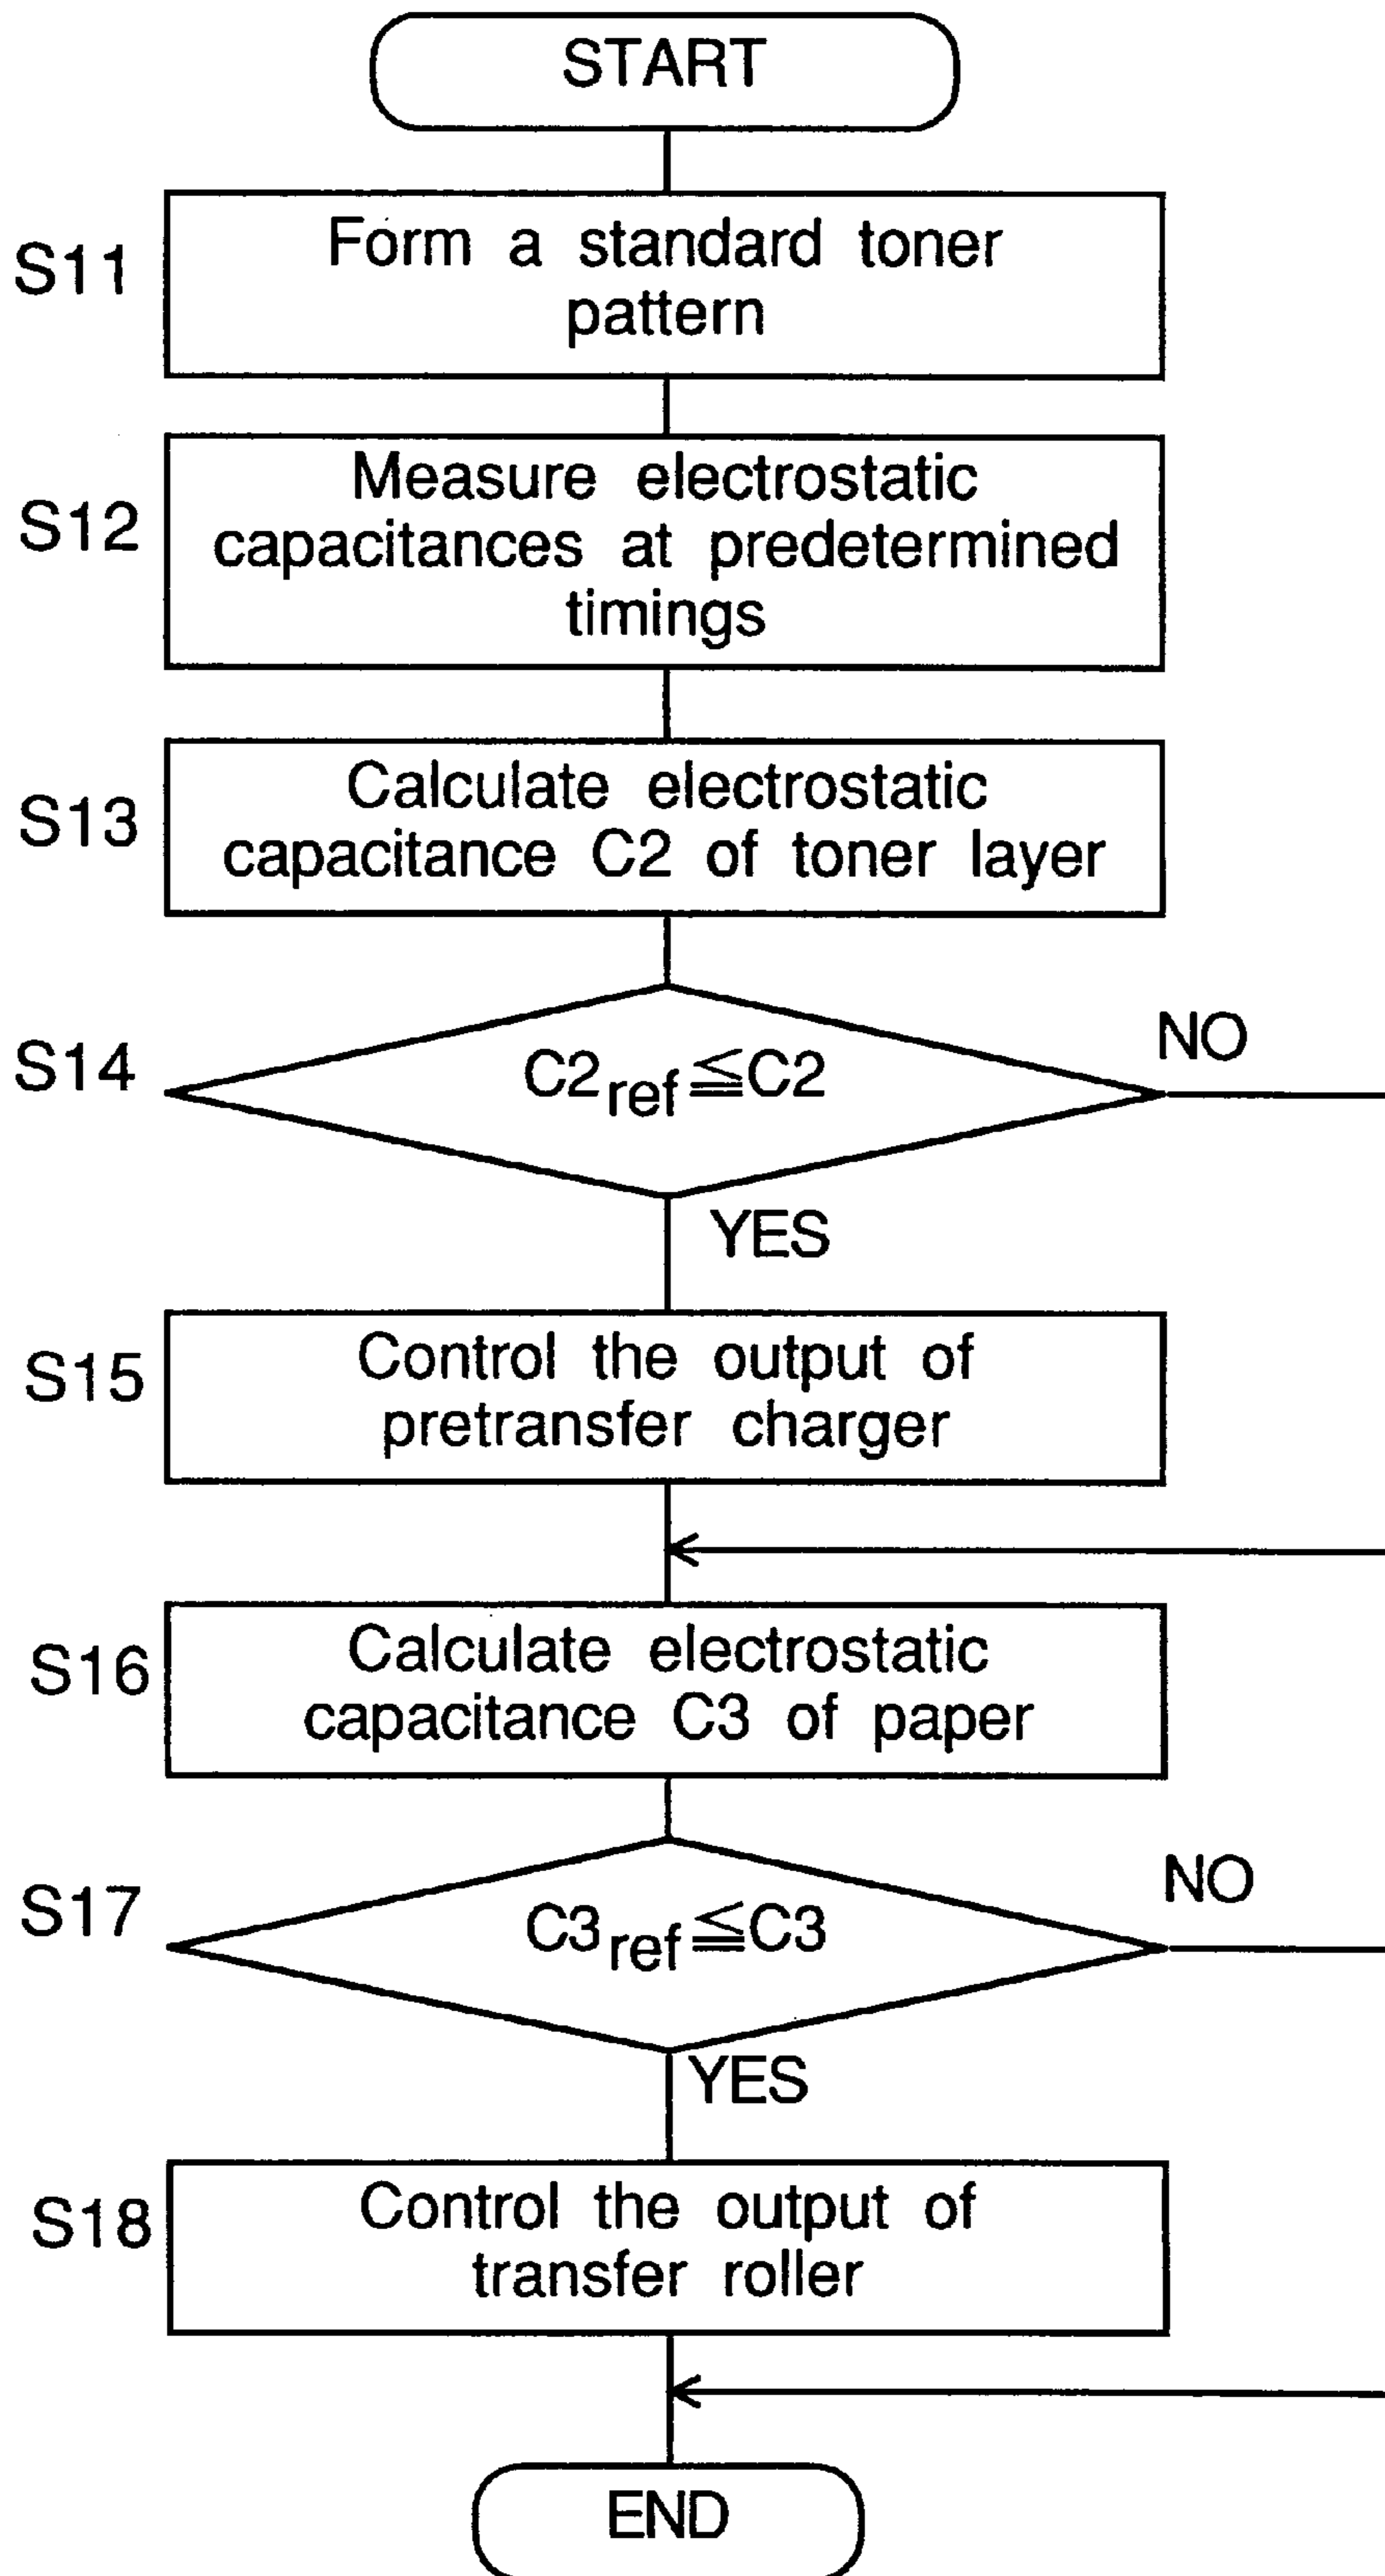 START
S11
Form a standard toner
pattern
S12
Measure electrostatic
capacitances at predetermined
timings
S13
Calculate electrostatic
capacitance C2 of toner layer
S14
C2ref≦C2
NO
YES
S15
Control the output of
pretransfer charger
S16
Calculate electrostatic
capacitance C3 of paper
S17
C3ref≦C3
NO
YES
S18
Control the output of
transfer roller
END